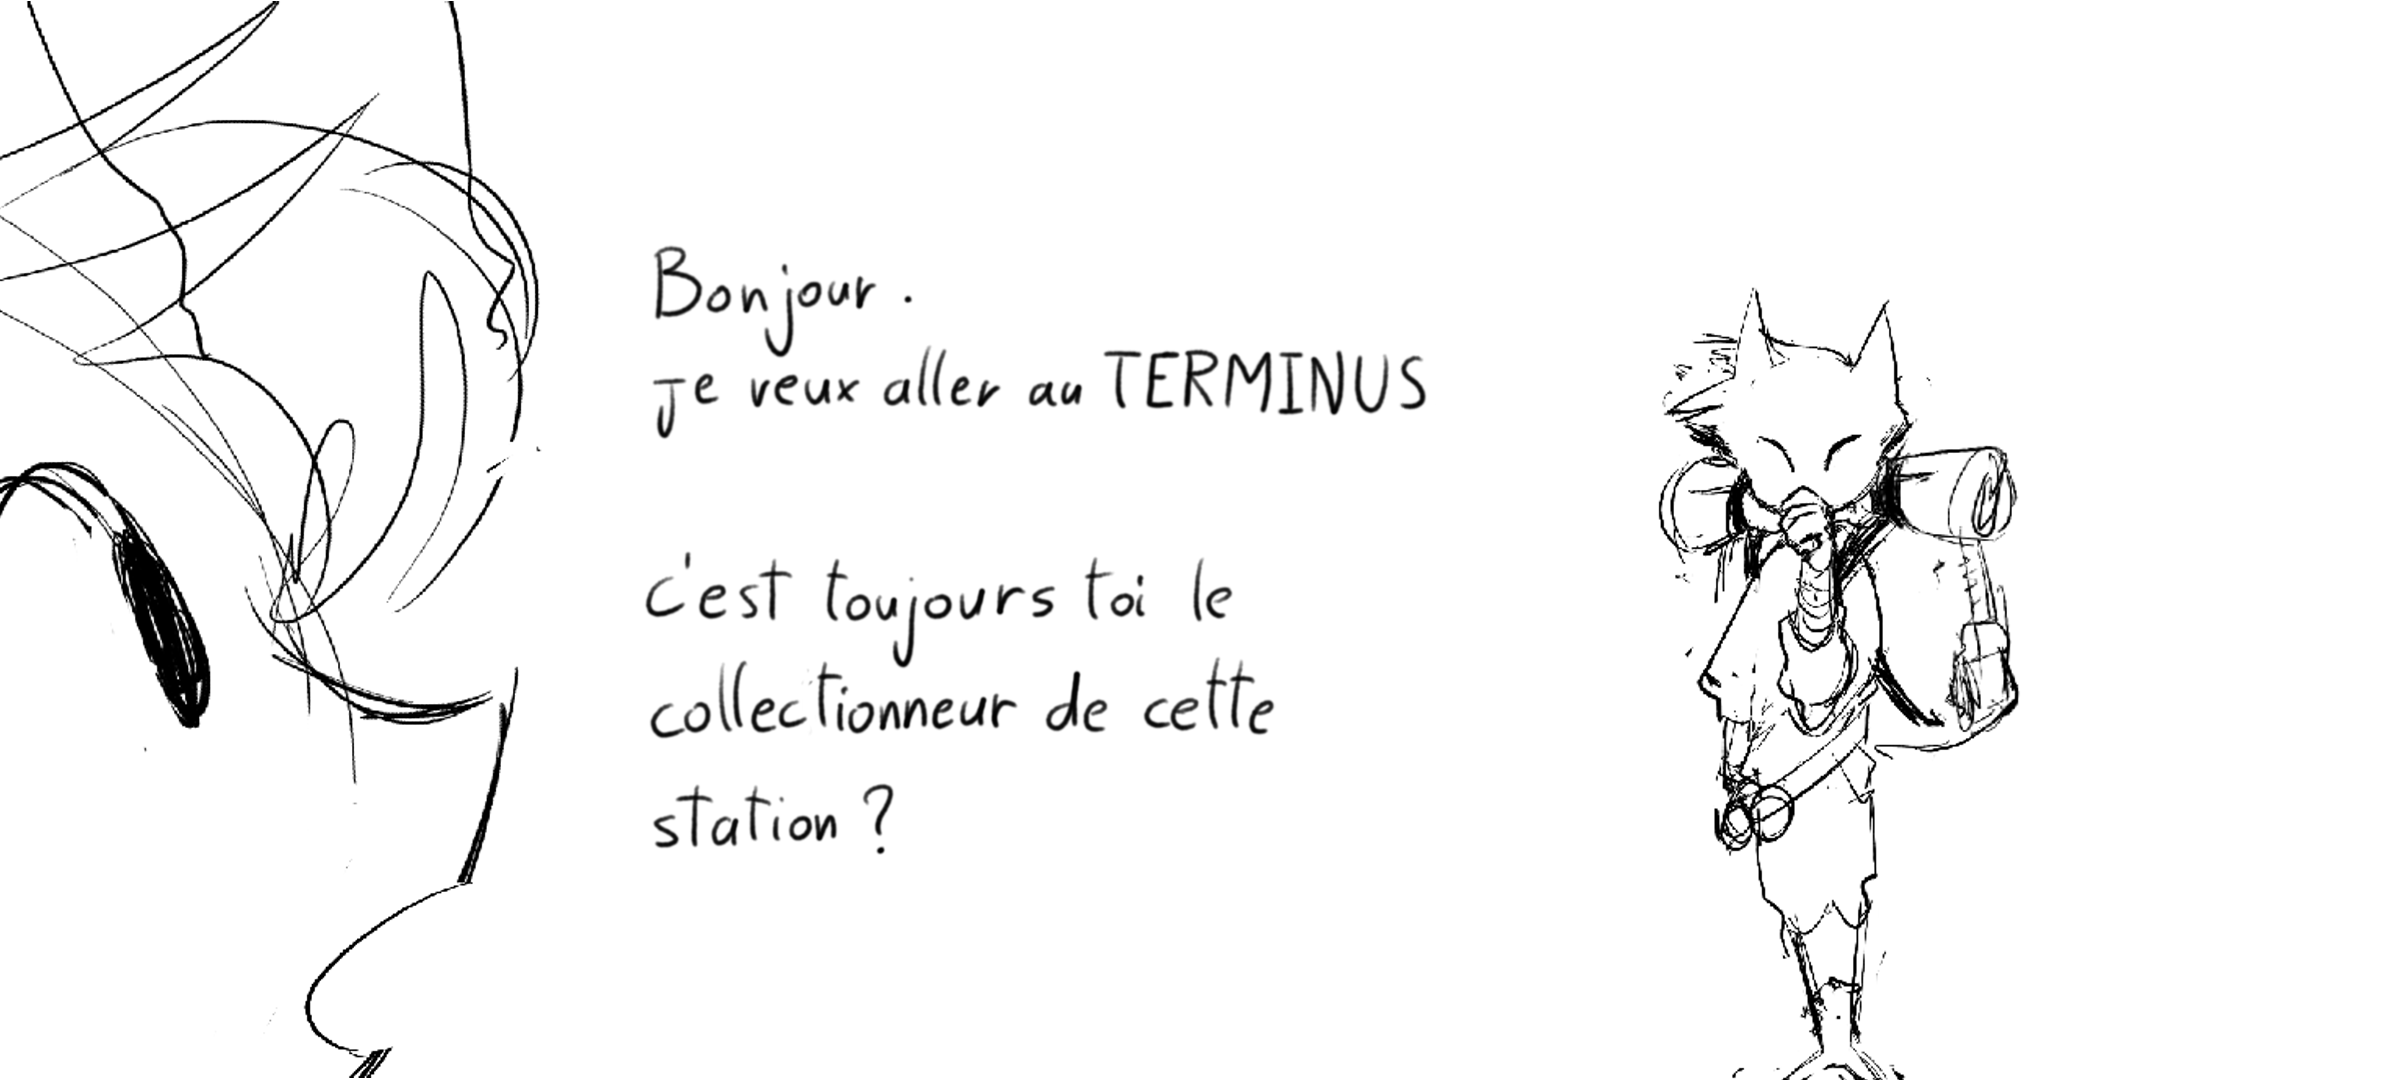 Bonjour.
je veux aller au TERMINUS
c'est toujours toi le
collectionneur de cette
station ?